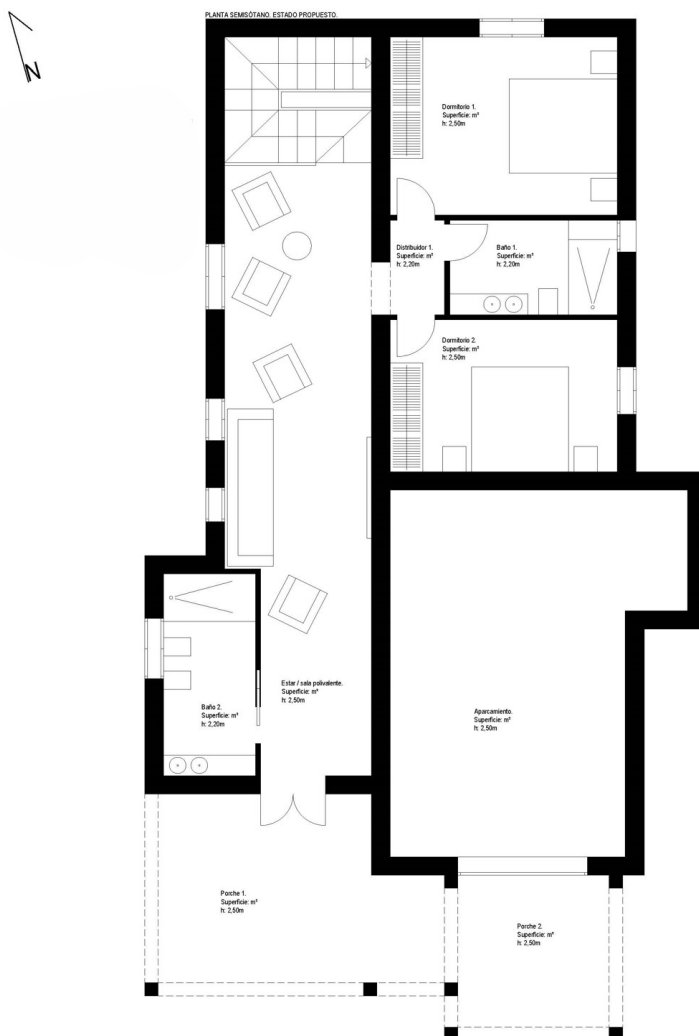 PLANTA SEMISÓTANO. ESTADO PROPUESTO.
N
Dormitorio 1.
Superficie: m²
h: 2,50m
Distribuidor 1.
Superficie: m²
h: 2,20m
Baño 1.
Superficie: m²
h: 2,20m
Dormitorio 2.
Superficie: m²
h: 2,50m
Estar / sala polivalente.
Superficie: m²
h: 2,50m
Baño 2.
Superficie: m²
h: 2,20m
Aparcamiento.
Superficie: m²
h: 2,50m
Porche 1.
Superficie: m²
h: 2,50m
Porche 2.
Superficie: m²
h: 2,50m